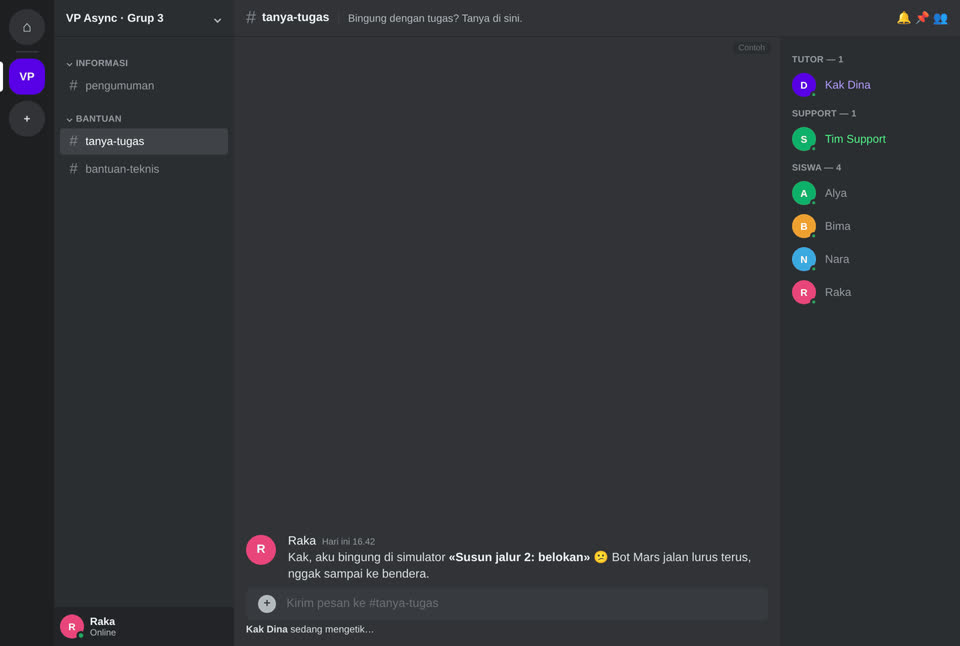 VP Async · Grup 3
# tanya-tugas
Bingung dengan tugas? Tanya di sini.
VP
+
INFORMASI
# pengumuman
BANTUAN
# tanya-tugas
# bantuan-teknis
R
Raka
Online
Contoh
R
Raka Hari ini 16.42
Kak, aku bingung di simulator «Susun jalur 2: belokan» 😕 Bot Mars jalan lurus terus,
nggak sampai ke bendera.
+
Kirim pesan ke #tanya-tugas
Kak Dina sedang mengetik…
TUTOR — 1
D
Kak Dina
SUPPORT — 1
S
Tim Support
SISWA — 4
A
Alya
B
Bima
N
Nara
R
Raka